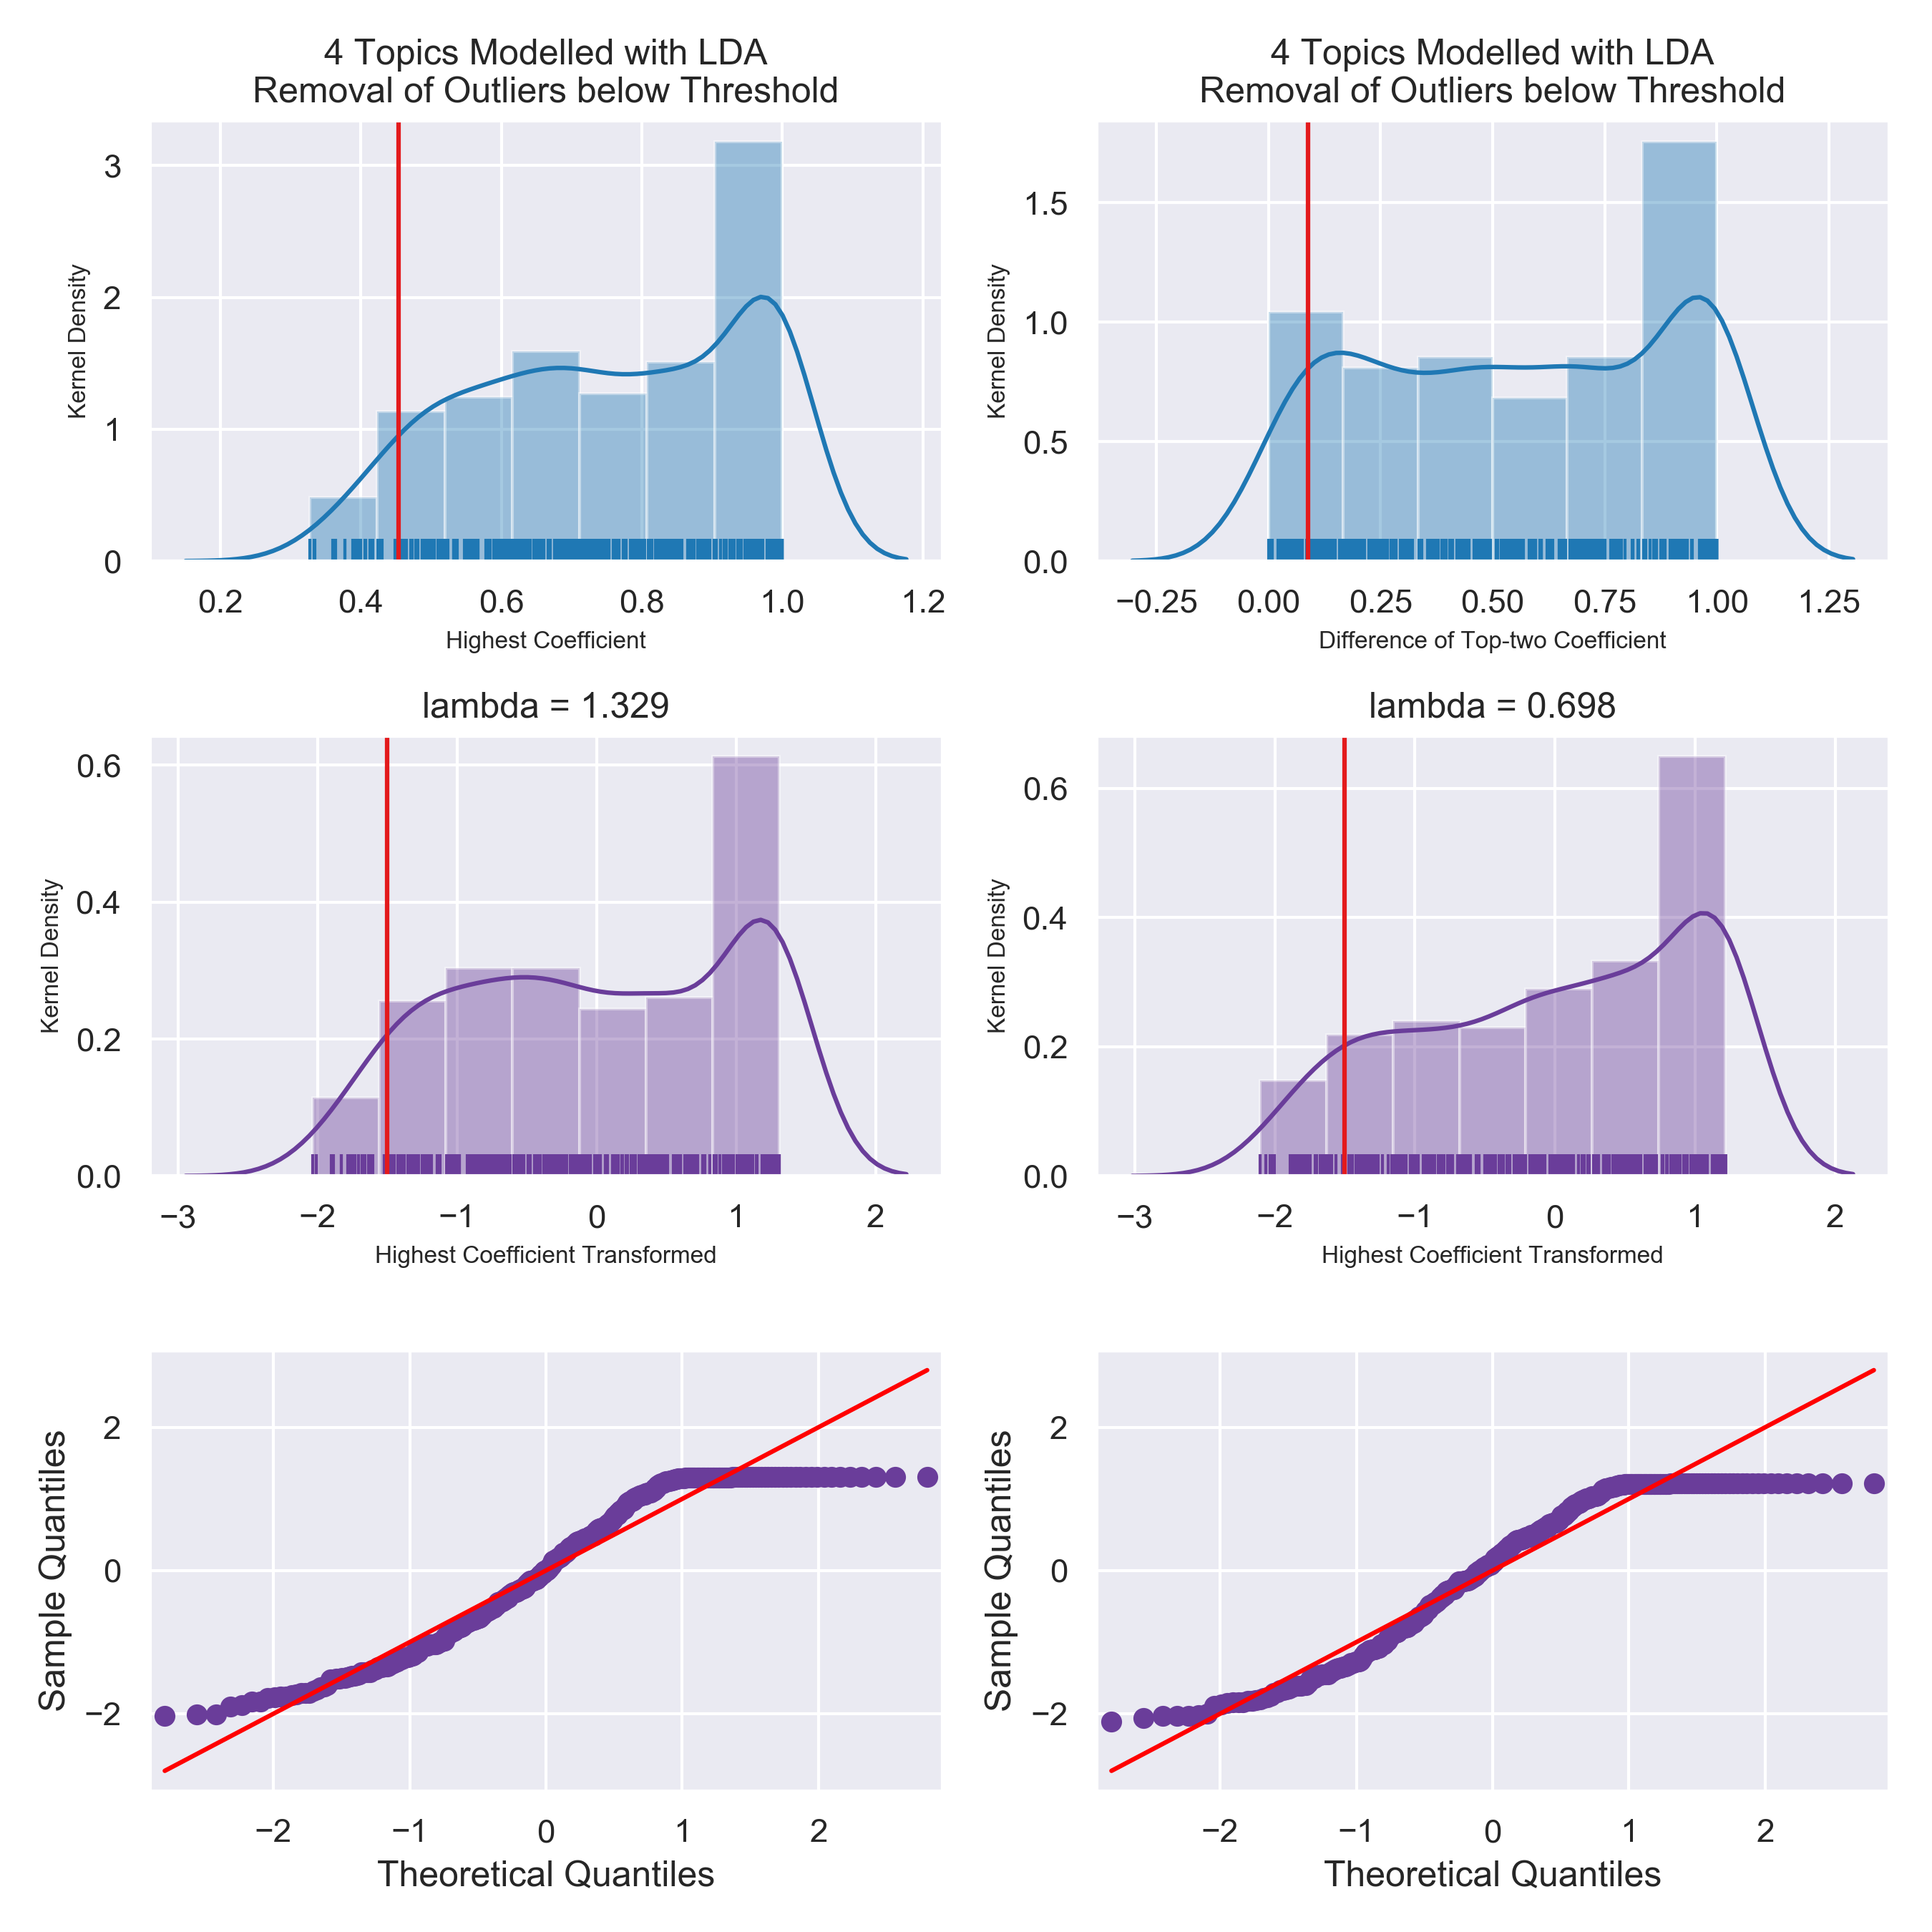 4 Topics Modelled with LDA
Removal of Outliers below Threshold
3
2
1
0
Kernel Density
0.2 0.4 0.6 0.8 1.0 1.2
Highest Coefficient
4 Topics Modelled with LDA
Removal of Outliers below Threshold
1.5
1.0
0.5
0.0
Kernel Density
−0.25 0.00 0.25 0.50 0.75 1.00 1.25
Difference of Top-two Coefficient
lambda = 1.329
0.6
0.4
0.2
0.0
Kernel Density
−3 −2 −1 0 1 2
Highest Coefficient Transformed
lambda = 0.698
0.6
0.4
0.2
0.0
Kernel Density
−3 −2 −1 0 1 2
Highest Coefficient Transformed
2
0
−2
Sample Quantiles
−2 −1 0 1 2
Theoretical Quantiles
2
0
−2
Sample Quantiles
−2 −1 0 1 2
Theoretical Quantiles